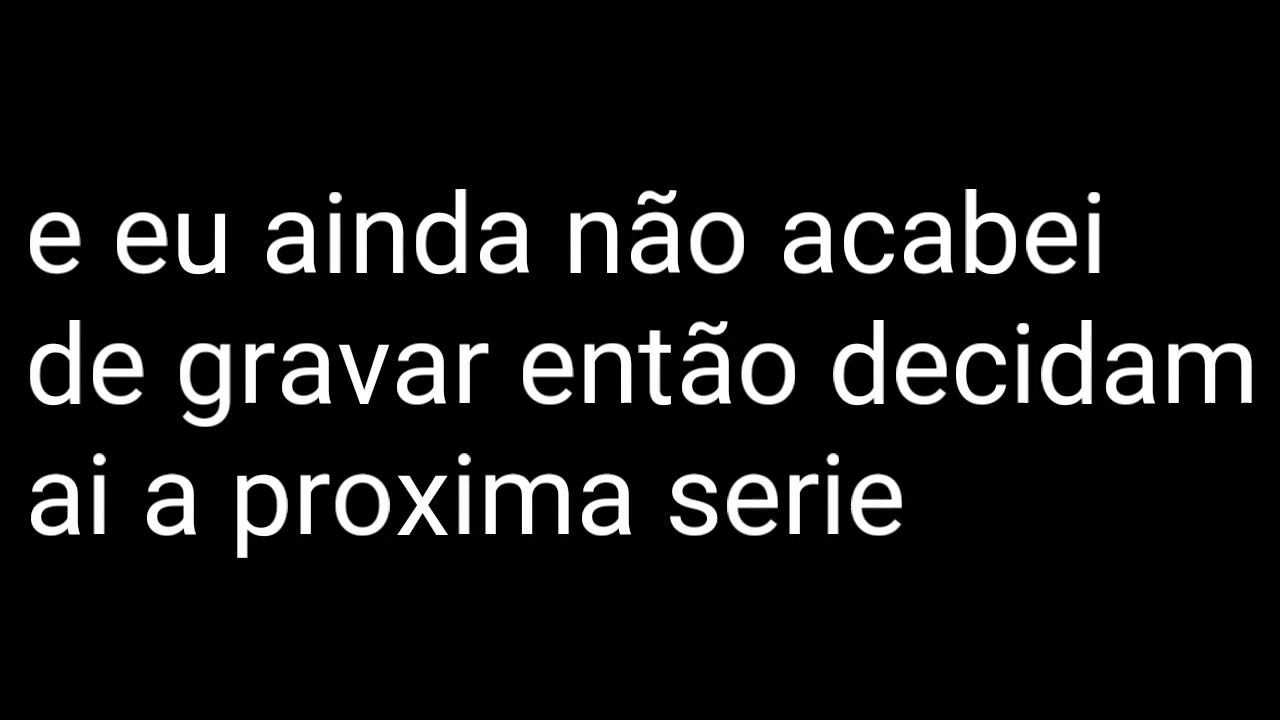 e eu ainda não acabei
de gravar então decidam
ai a proxima serie